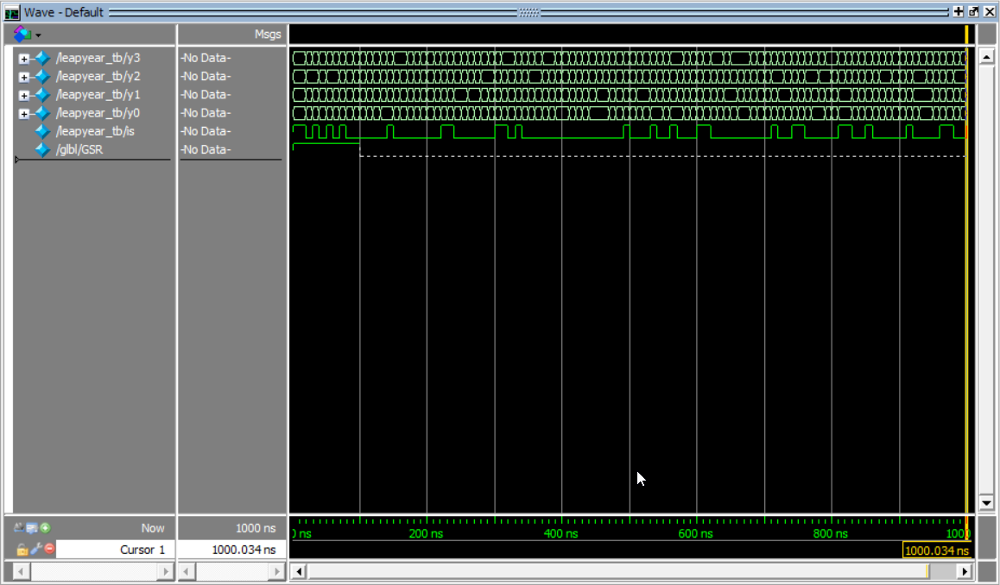 Wave - Default
Msgs
/leapyear_tb/y3 -No Data-
/leapyear_tb/y2 -No Data-
/leapyear_tb/y1 -No Data-
/leapyear_tb/y0 -No Data-
/leapyear_tb/is -No Data-
/glbl/GSR -No Data-
Now 1000 ns ns 200 ns 400 ns 600 ns 800 ns 100
Cursor 1 1000.034 ns 1000.034 ns